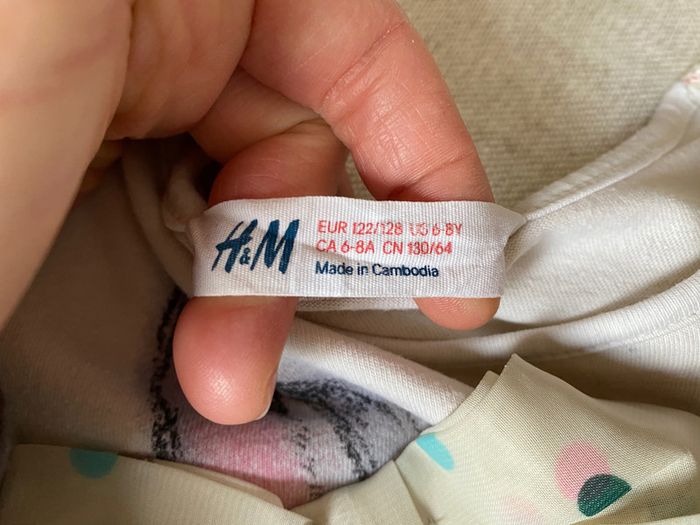 H&M
EUR 122/128 US 6-8Y
CA 6-8A CN 130/64
Made in Cambodia